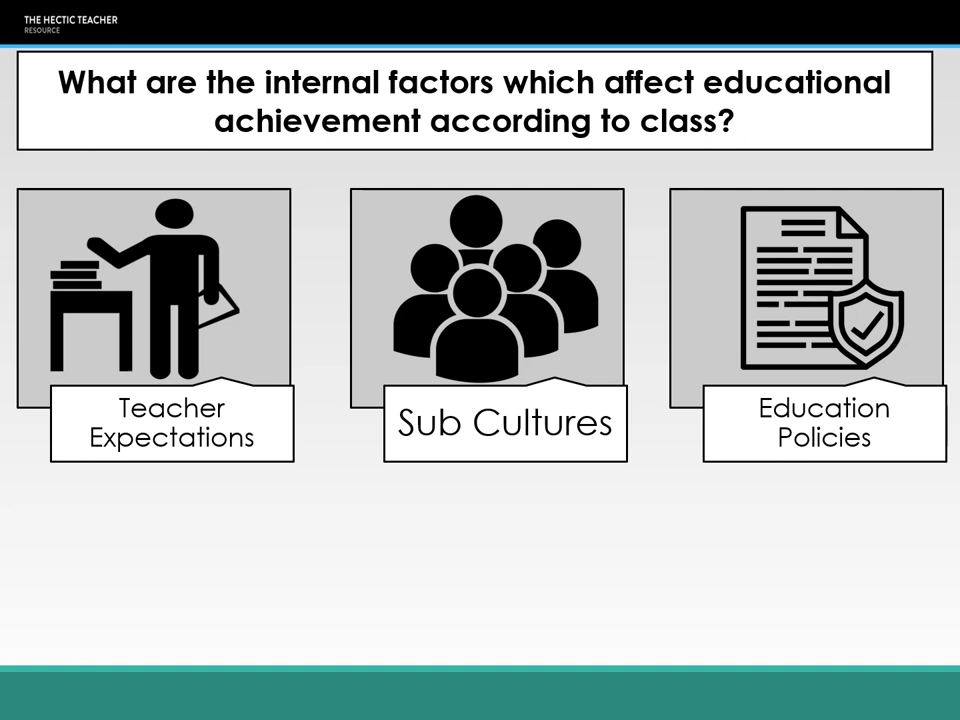 THE HECTIC TEACHER
RESOURCE
What are the internal factors which affect educational
achievement according to class?
Teacher
Expectations
Sub Cultures
Education
Policies